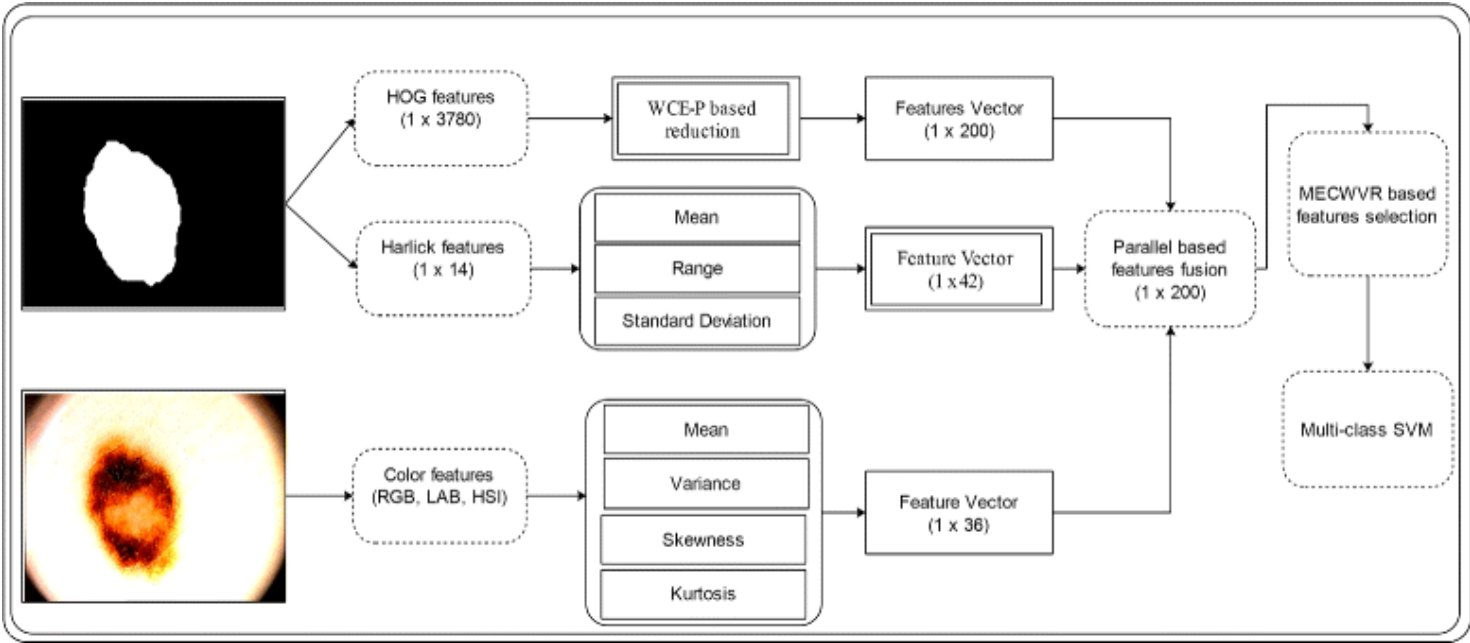 HOG features
(1 x 3780)
WCE-P based
reduction
Features Vector
(1 x 200)
Harlick features
(1 x 14)
Mean
Range
Standard Deviation
Feature Vector
(1 x 42)
Parallel based
features fusion
(1 x 200)
MECWVR based
features selection
Multi-class SVM
Color features
(RGB, LAB, HSI)
Mean
Variance
Skewness
Kurtosis
Feature Vector
(1 x 36)